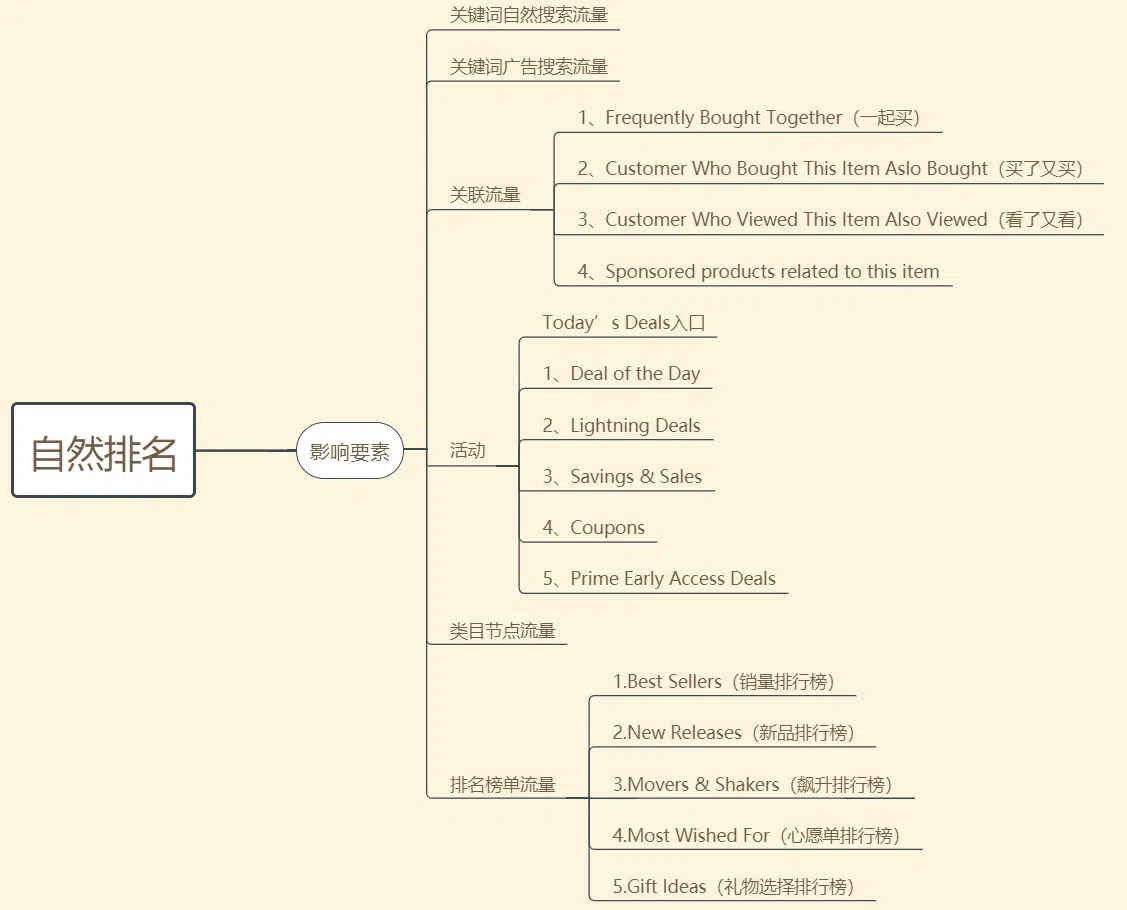 自然排名
影响要素
关键词自然搜索流量
关键词广告搜索流量
关联流量
1、Frequently Bought Together（一起买）
2、Customer Who Bought This Item Aslo Bought（买了又买）
3、Customer Who Viewed This Item Also Viewed（看了又看）
4、Sponsored products related to this item
活动
Today’s Deals入口
1、Deal of the Day
2、Lightning Deals
3、Savings & Sales
4、Coupons
5、Prime Early Access Deals
类目节点流量
排名榜单流量
1.Best Sellers（销量排行榜）
2.New Releases（新品排行榜）
3.Movers & Shakers（飙升排行榜）
4.Most Wished For（心愿单排行榜）
5.Gift Ideas（礼物选择排行榜）